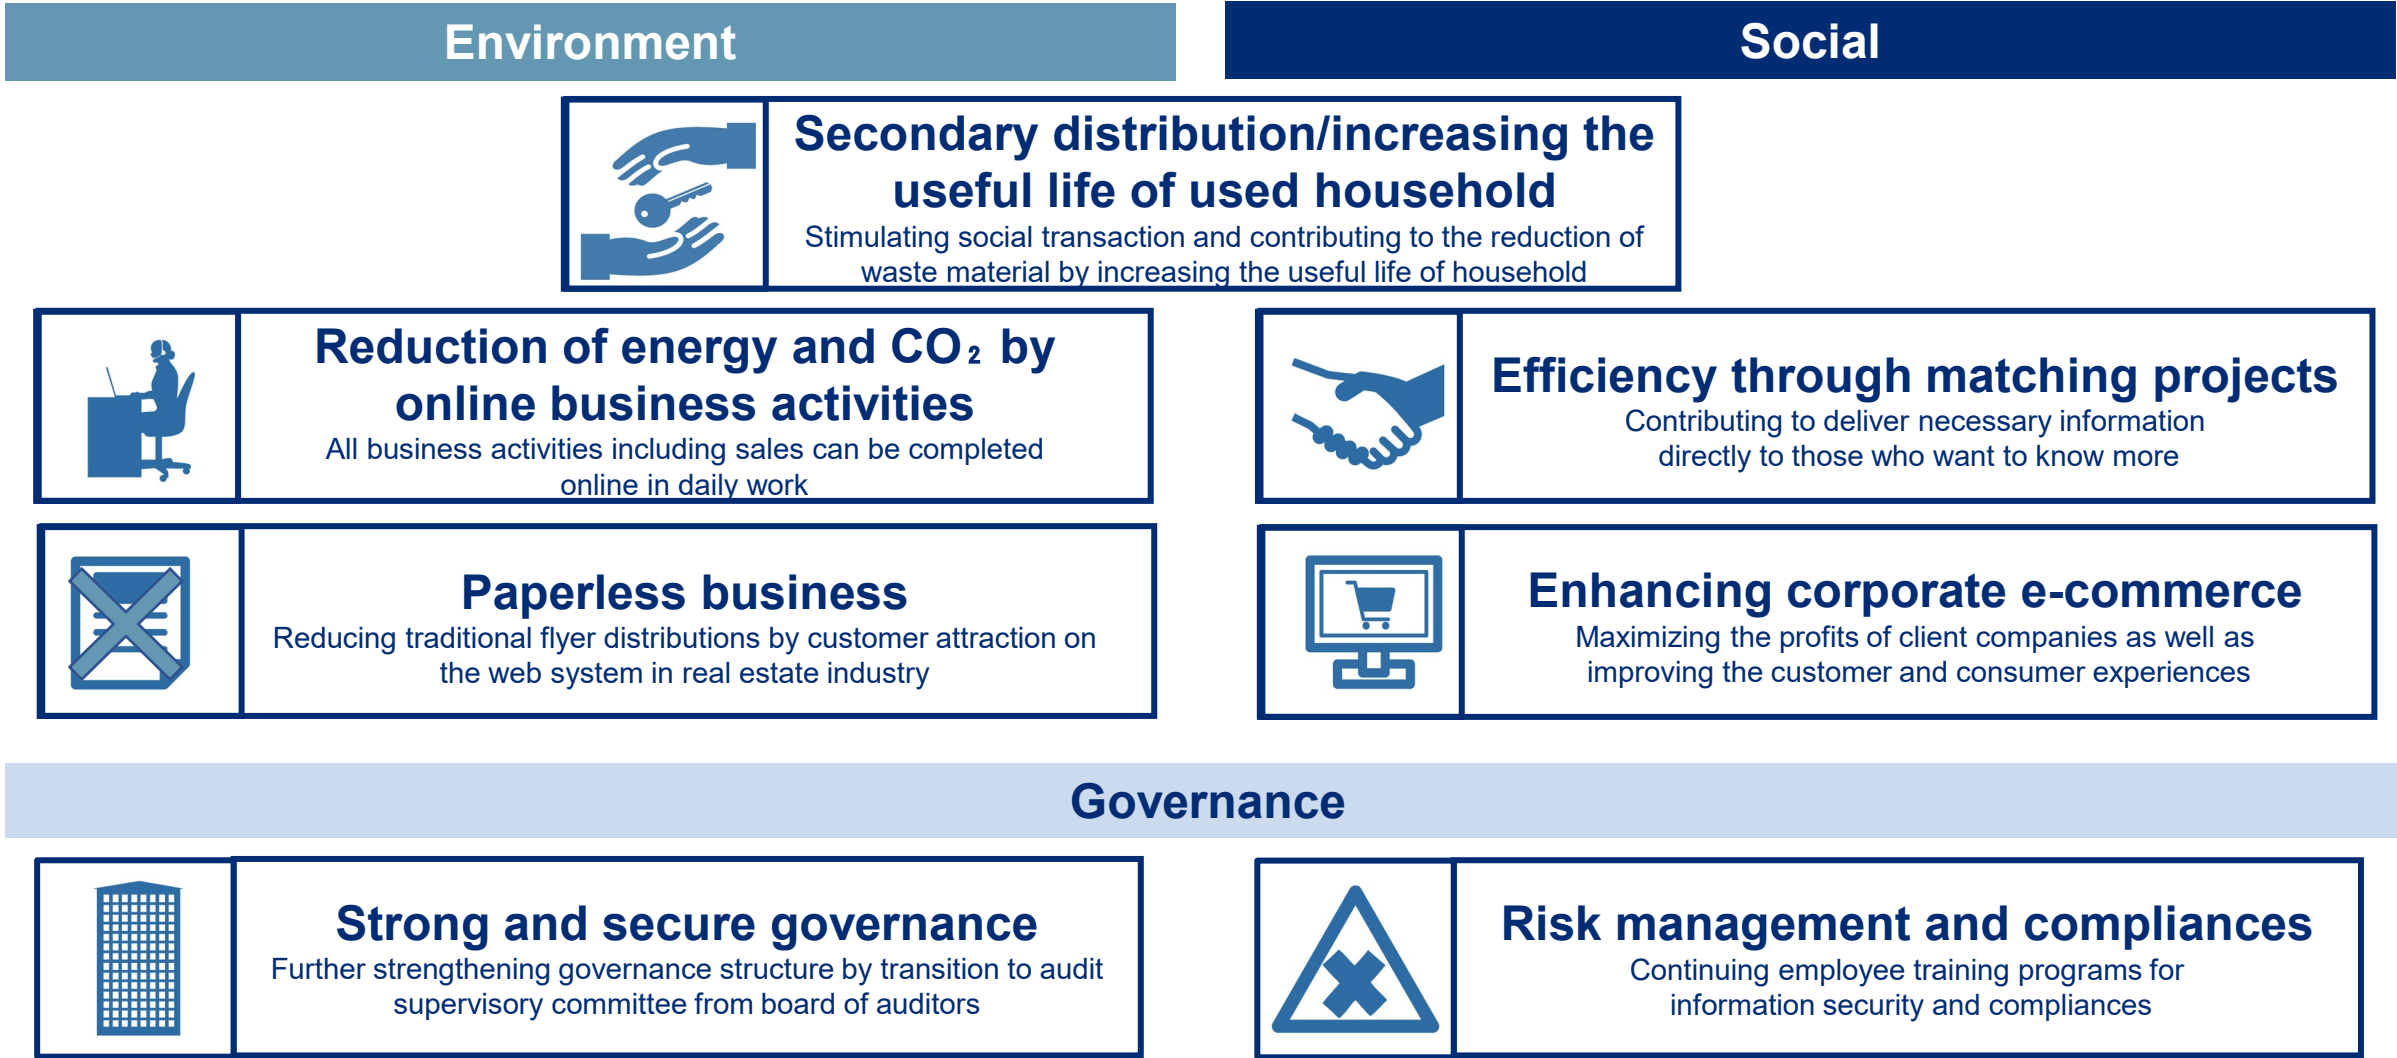 Environment
Social
Secondary distribution/increasing the
useful life of used household
Stimulating social transaction and contributing to the reduction of
waste material by increasing the useful life of household
Reduction of energy and CO₂ by
online business activities
All business activities including sales can be completed
online in daily work
Efficiency through matching projects
Contributing to deliver necessary information
directly to those who want to know more
Paperless business
Reducing traditional flyer distributions by customer attraction on
the web system in real estate industry
Enhancing corporate e-commerce
Maximizing the profits of client companies as well as
improving the customer and consumer experiences
Governance
Strong and secure governance
Further strengthening governance structure by transition to audit
supervisory committee from board of auditors
Risk management and compliances
Continuing employee training programs for
information security and compliances